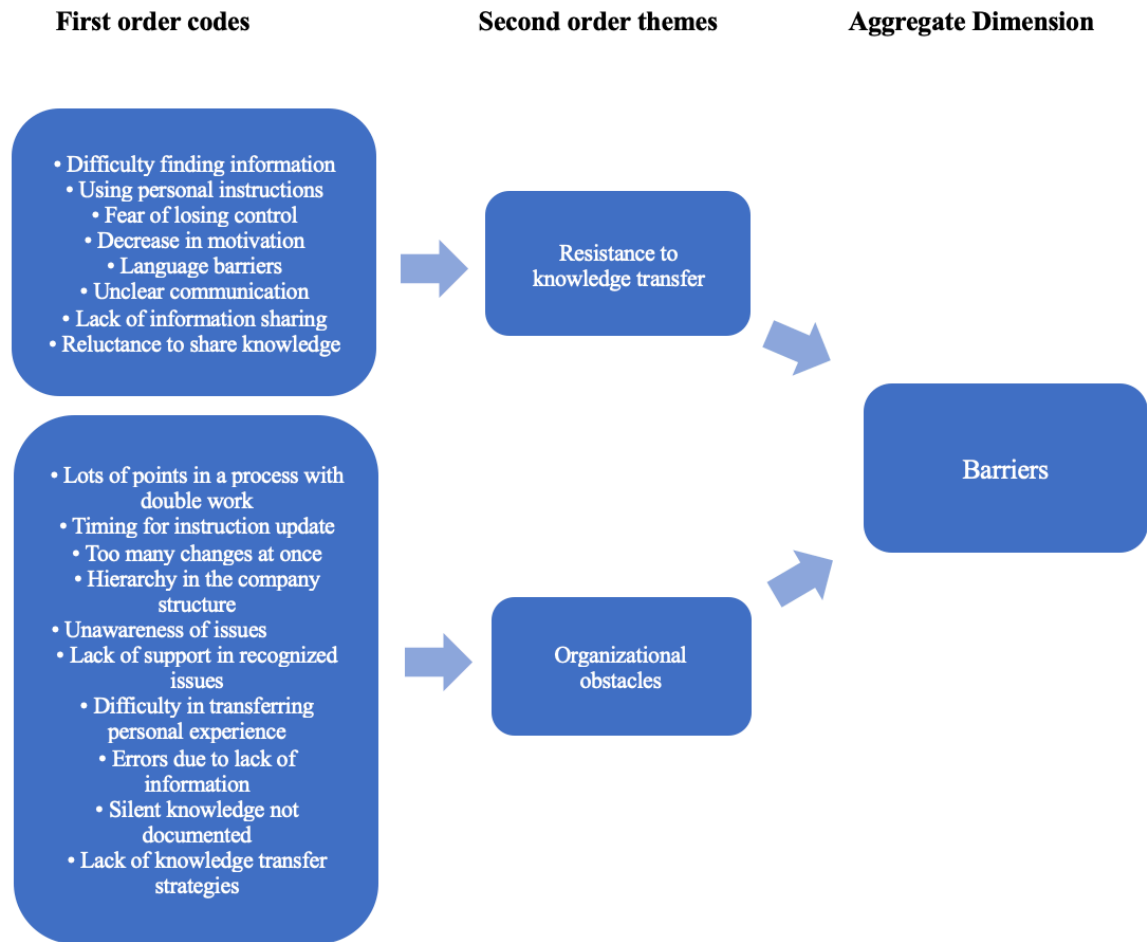 First order codes
Second order themes
Aggregate Dimension
• Difficulty finding information
• Using personal instructions
• Fear of losing control
• Decrease in motivation
• Language barriers
• Unclear communication
• Lack of information sharing
• Reluctance to share knowledge
Resistance to
knowledge transfer
• Lots of points in a process with
double work
• Timing for instruction update
• Too many changes at once
• Hierarchy in the company
structure
• Unawareness of issues
• Lack of support in recognized
issues
• Difficulty in transferring
personal experience
• Errors due to lack of
information
• Silent knowledge not
documented
• Lack of knowledge transfer
strategies
Organizational
obstacles
Barriers